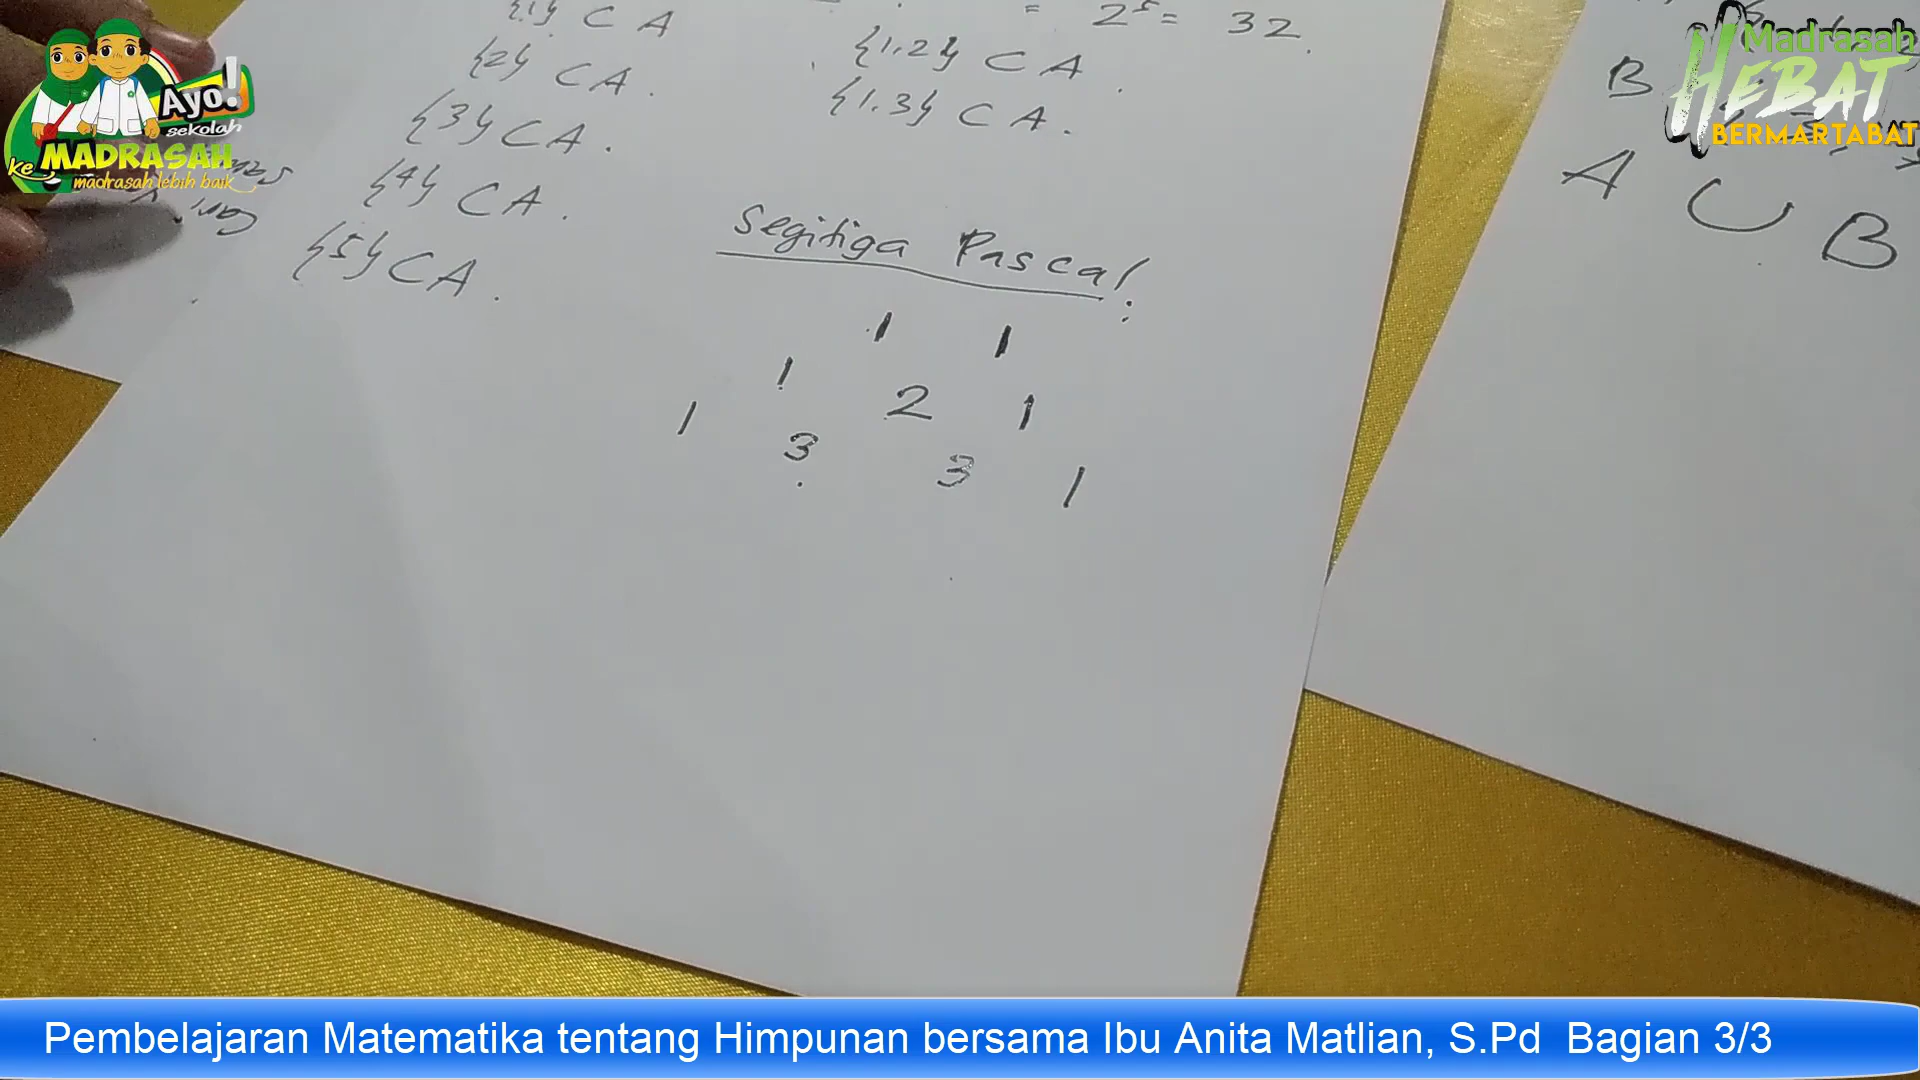 {1} ⊂ A
= 2⁵ = 32.
{2} ⊂ A.
{1.2} ⊂ A.
{3} ⊂ A.
{1.3} ⊂ A.
{4} ⊂ A.
{5} ⊂ A.
Segitiga Pascal:
1 1
1 2 1
1 3 3 1
B
A ∪ B
Ayo!
sekolah
ke MADRASAH
madrasah lebih baik
Madrasah
HEBAT
BERMARTABAT
Pembelajaran Matematika tentang Himpunan bersama Ibu Anita Matlian, S.Pd Bagian 3/3